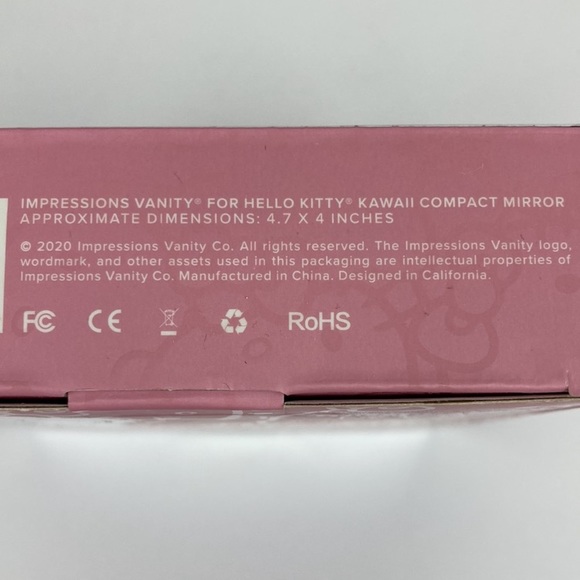 IMPRESSIONS VANITY® FOR HELLO KITTY® KAWAII COMPACT MIRROR
APPROXIMATE DIMENSIONS: 4.7 X 4 INCHES
© 2020 Impressions Vanity Co. All rights reserved. The Impressions Vanity logo,
wordmark, and other assets used in this packaging are intellectual properties of
Impressions Vanity Co. Manufactured in China. Designed in California.
FC CE RoHS